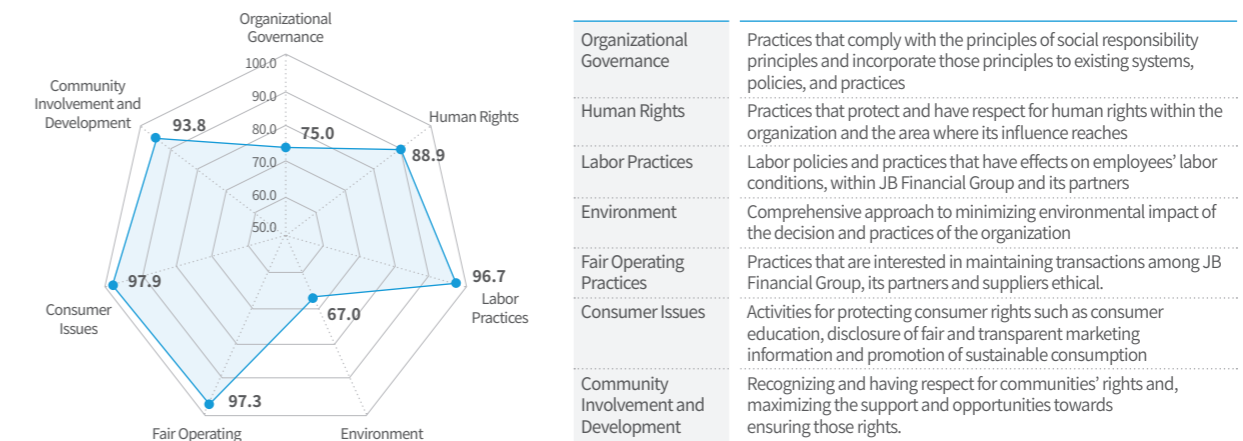 Organizational
Governance
100.0
90.0
80.0
70.0
60.0
50.0
Community
Involvement and
Development
93.8
75.0
Human Rights
88.9
96.7
Labor
Practices
67.0
97.9
Consumer
Issues
97.3
Fair Operating
Environment
Organizational
Governance
Practices that comply with the principles of social responsibility
principles and incorporate those principles to existing systems,
policies, and practices
Human Rights
Practices that protect and have respect for human rights within the
organization and the area where its influence reaches
Labor Practices
Labor policies and practices that have effects on employees’ labor
conditions, within JB Financial Group and its partners
Environment
Comprehensive approach to minimizing environmental impact of
the decision and practices of the organization
Fair Operating
Practices
Practices that are interested in maintaining transactions among JB
Financial Group, its partners and suppliers ethical.
Consumer Issues
Activities for protecting consumer rights such as consumer
education, disclosure of fair and transparent marketing
information and promotion of sustainable consumption
Community
Involvement and
Development
Recognizing and having respect for communities’ rights and,
maximizing the support and opportunities towards
ensuring those rights.